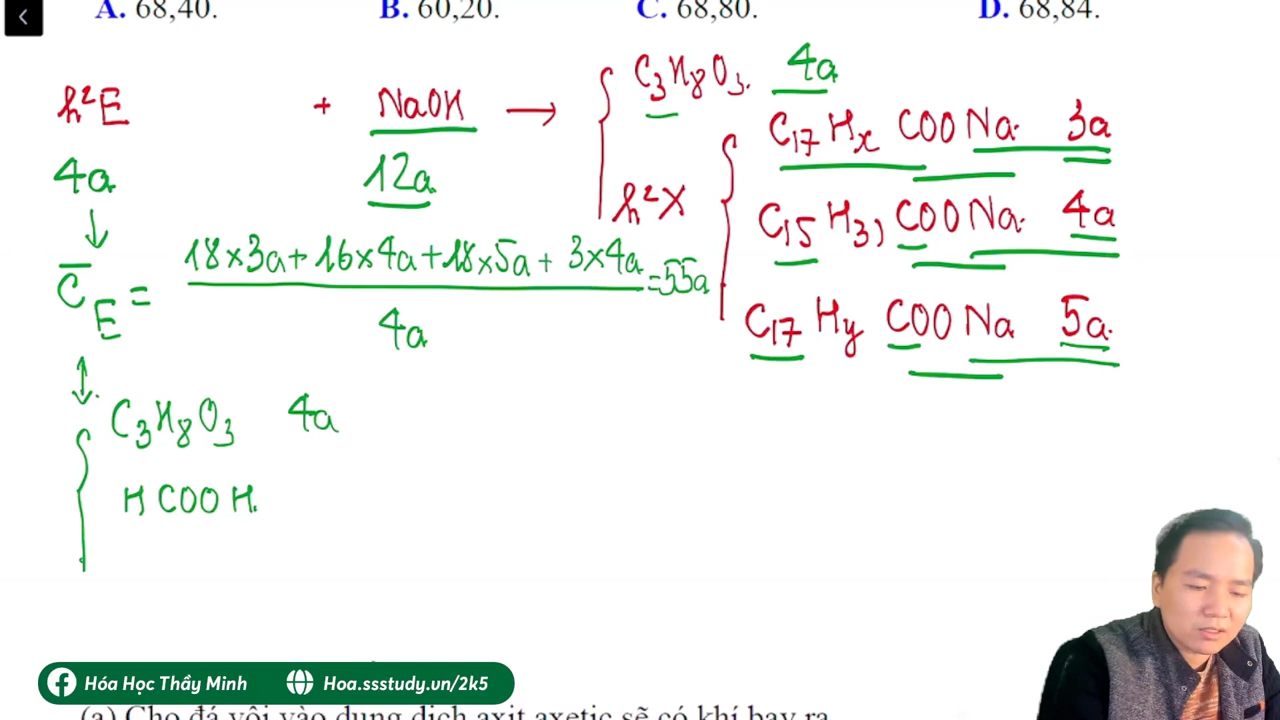 A. 68,40. B. 60,20. C. 68,80. D. 68,84.
h²E + NaOH → C₃H₈O₃ 4a
4a 12a
C₁₇HₓCOONa 3a
h²X C₁₅H₃₁COONa 4a
C₁₇HᵧCOONa 5a
C̅_E = (18×3a + 16×4a + 18×5a + 3×4a) / 4a = 55a
C₃H₈O₃ 4a
HCOOH
Hóa Học Thầy Minh Hoa.ssstudy.vn/2k5
(a) Cho đá vôi vào dung dịch axit axetic sẽ có khí bay ra